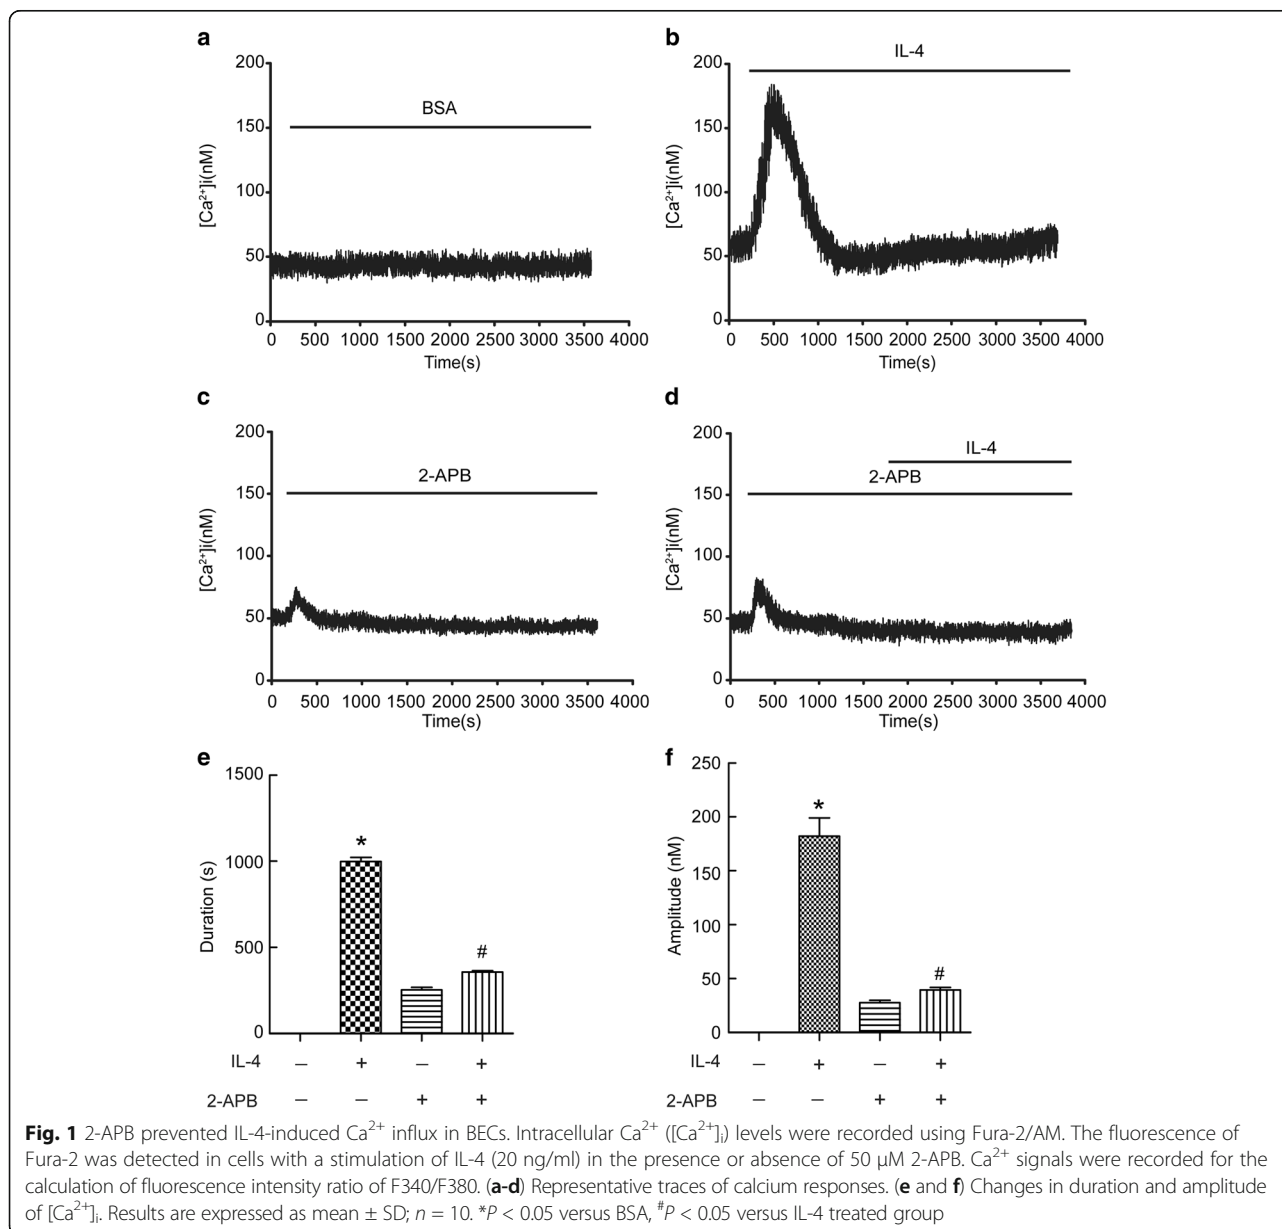 a
200
150
100
50
0
[Ca²⁺]i(nM)
BSA
0 500 1000 1500 2000 2500 3000 3500 4000
Time(s)
b
200
150
100
50
0
[Ca²⁺]i(nM)
IL-4
0 500 1000 1500 2000 2500 3000 3500 4000
Time(s)
c
200
150
100
50
0
[Ca²⁺]i(nM)
2-APB
0 500 1000 1500 2000 2500 3000 3500 4000
Time(s)
d
200
150
100
50
0
[Ca²⁺]i(nM)
IL-4
2-APB
0 500 1000 1500 2000 2500 3000 3500 4000
Time(s)
e
1500
1000
500
0
Duration (s)
*
#
IL-4 − + − +
2-APB − − + +
f
250
200
150
100
50
0
Amplitude (nM)
*
#
IL-4 − + − +
2-APB − − + +
Fig. 1 2-APB prevented IL-4-induced Ca²⁺ influx in BECs. Intracellular Ca²⁺ ([Ca²⁺]ᵢ) levels were recorded using Fura-2/AM. The fluorescence of
Fura-2 was detected in cells with a stimulation of IL-4 (20 ng/ml) in the presence or absence of 50 μM 2-APB. Ca²⁺ signals were recorded for the
calculation of fluorescence intensity ratio of F340/F380. (a-d) Representative traces of calcium responses. (e and f) Changes in duration and amplitude
of [Ca²⁺]ᵢ. Results are expressed as mean ± SD; n = 10. *P < 0.05 versus BSA, #P < 0.05 versus IL-4 treated group